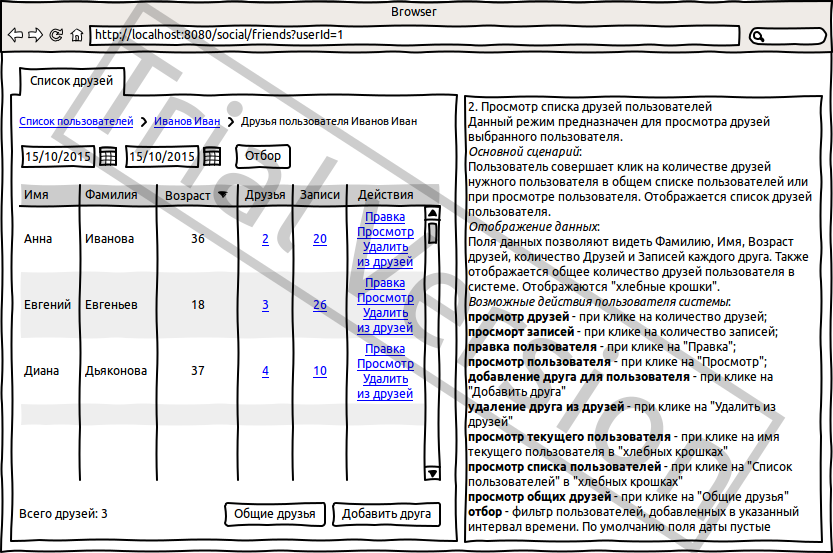 Browser
http://localhost:8080/social/friends?userId=1
Список друзей
Список пользователей > Иванов Иван > Друзья пользователя Иванов Иван
15/10/2015 15/10/2015 Отбор
Имя Фамилия Возраст Друзья Записи Действия
Анна Иванова 36 2 20 Правка
Просмотр
Удалить
из друзей
Евгений Евгеньев 18 3 26 Правка
Просмотр
Удалить
из друзей
Диана Дьяконова 37 4 10 Правка
Просмотр
Удалить
из друзей
Всего друзей: 3 Общие друзья Добавить друга
2. Просмотр списка друзей пользователей
Данный режим предназначен для просмотра друзей
выбранного пользователя.
Основной сценарий:
Пользователь совершает клик на количестве друзей
нужного пользователя в общем списке пользователей или
при просмотре пользователя. Отображается список друзей
пользователя.
Отображение данных:
Поля данных позволяют видеть Фамилию, Имя, Возраст
друзей, количество Друзей и Записей каждого друга. Также
отображается общее количество друзей пользователя в
системе. Отображаются "хлебные крошки".
Возможные действия пользователя системы:
просмотр друзей - при клике на количество друзей;
просморт записей - при клике на количество записей;
правка пользователя - при клике на "Правка";
просмотр пользователя - при клике на "Просмотр";
добавление друга для пользователя - при клике на
"Добавить друга"
удаление друга из друзей - при клике на "Удалить из
друзей"
просмотр текущего пользователя - при клике на имя
текущего пользователя в "хлебных крошках"
просмотр списка пользователей - при клике на "Список
пользователей" в "хлебных крошках"
просмотр общих друзей - при клике на "Общие друзья"
отбор - фильтр пользователей, добавленных в указанный
интервал времени. По умолчанию поля даты пустые
Trial Version